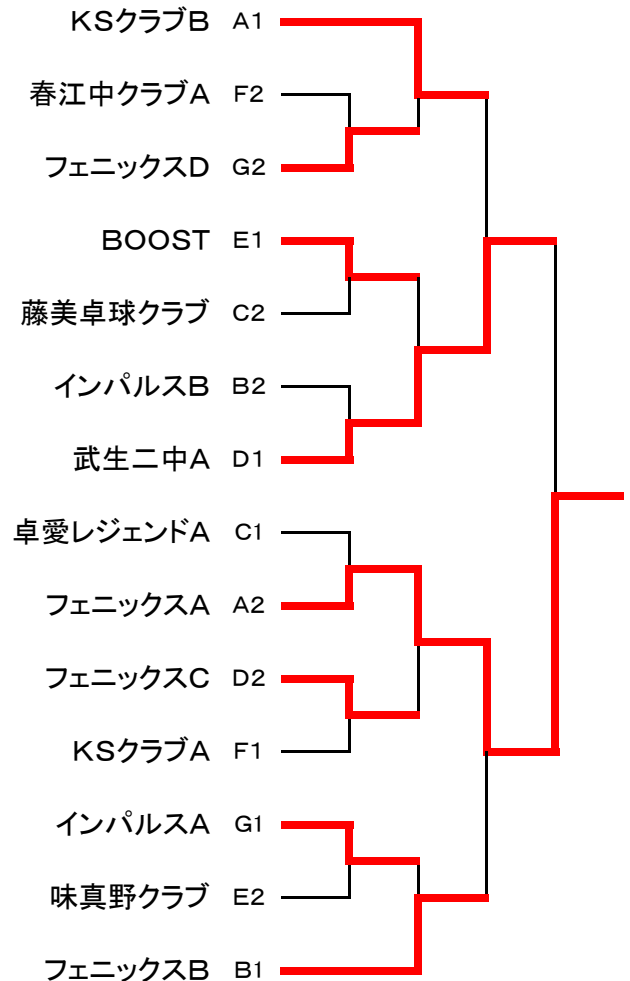 KSクラブB A1
春江中クラブA F2
フェニックスD G2
BOOST E1
藤美卓球クラブ C2
インパルスB B2
武生二中A D1
卓愛レジェンドA C1
フェニックスA A2
フェニックスC D2
KSクラブA F1
インパルスA G1
味真野クラブ E2
フェニックスB B1